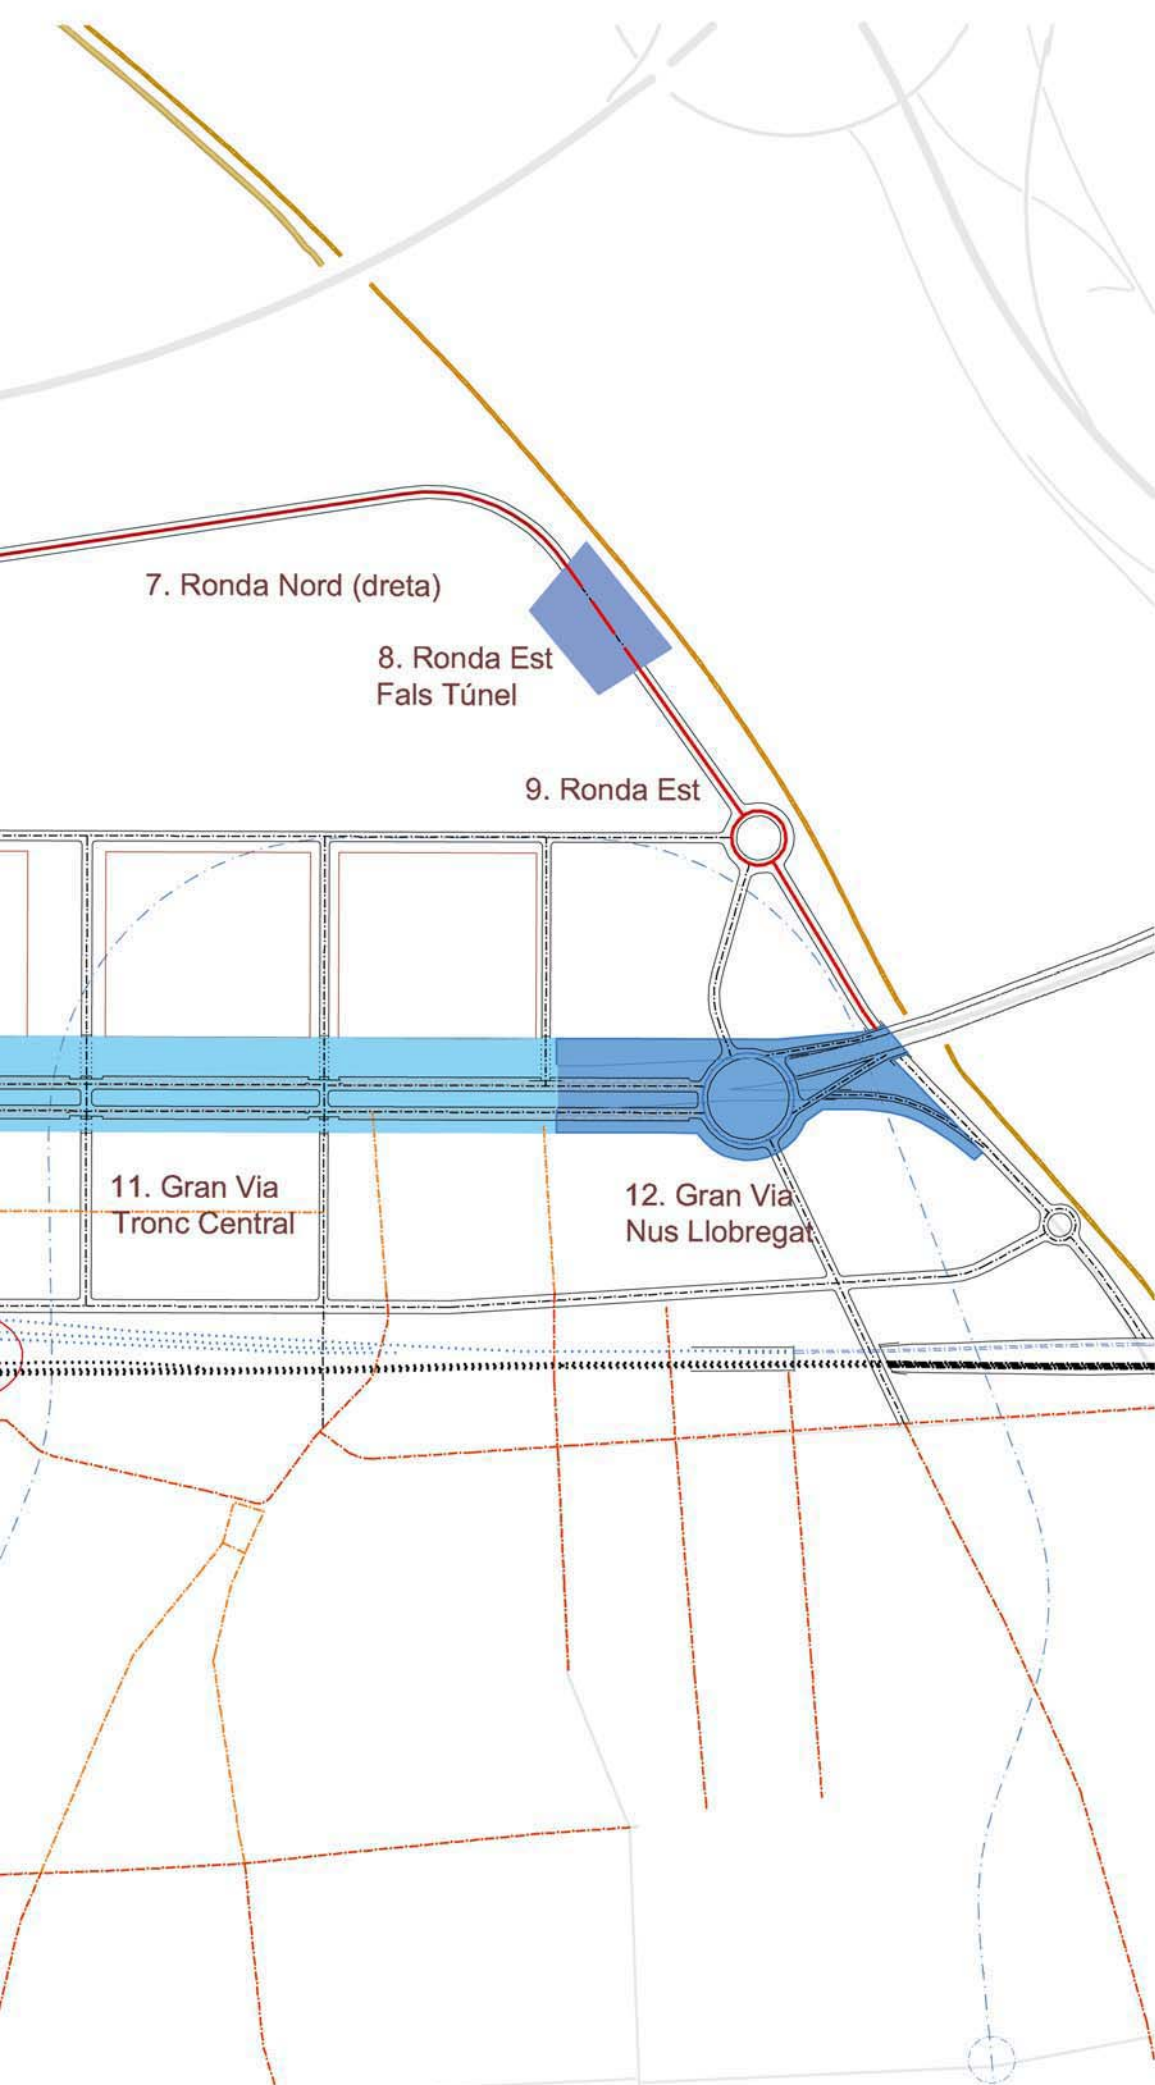 7. Ronda Nord (dreta)
8. Ronda Est
Fals Túnel
9. Ronda Est
11. Gran Via
Tronc Central
12. Gran Via
Nus Llobregat